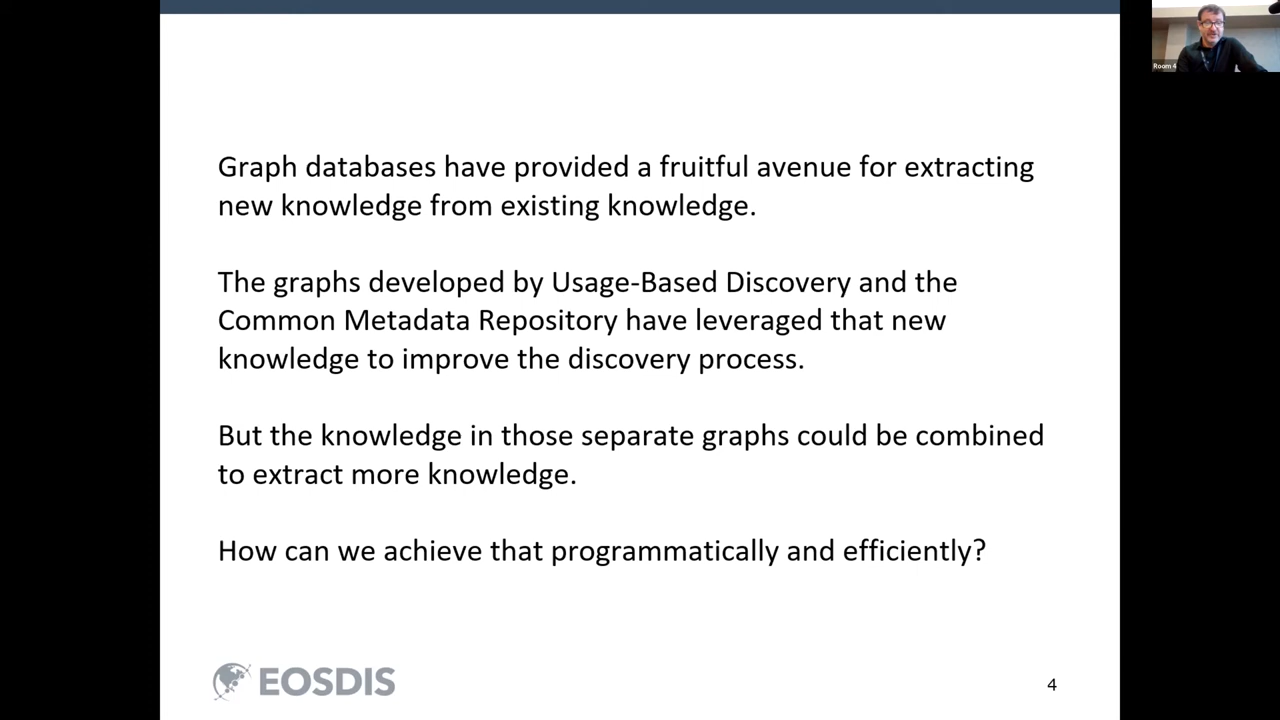 Room 4
Graph databases have provided a fruitful avenue for extracting
new knowledge from existing knowledge.
The graphs developed by Usage-Based Discovery and the
Common Metadata Repository have leveraged that new
knowledge to improve the discovery process.
But the knowledge in those separate graphs could be combined
to extract more knowledge.
How can we achieve that programmatically and efficiently?
EOSDIS
4